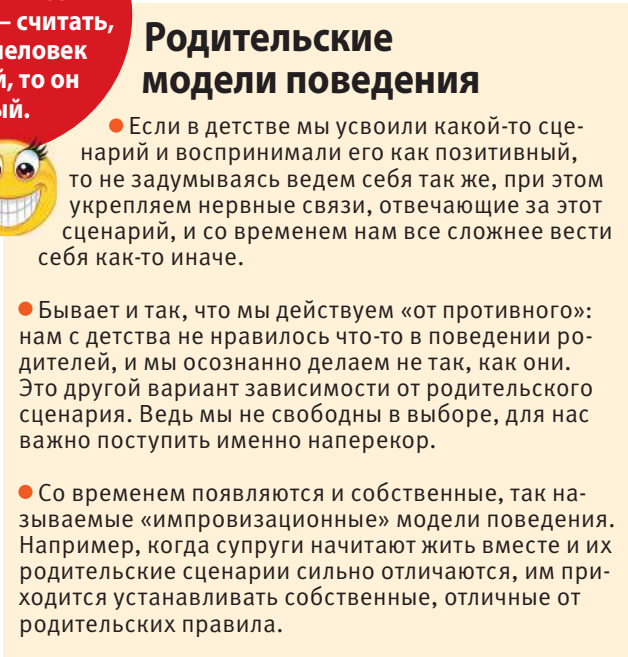 – считать,
человек
й, то он
ый.
Родительские
модели поведения
● Если в детстве мы усвоили какой-то сце-
нарий и воспринимали его как позитивный,
то не задумываясь ведем себя так же, при этом
укрепляем нервные связи, отвечающие за этот
сценарий, и со временем нам все сложнее вести
себя как-то иначе.
● Бывает и так, что мы действуем «от противного»:
нам с детства не нравилось что-то в поведении ро-
дителей, и мы осознанно делаем не так, как они.
Это другой вариант зависимости от родительского
сценария. Ведь мы не свободны в выборе, для нас
важно поступить именно наперекор.
● Со временем появляются и собственные, так на-
зываемые «импровизационные» модели поведения.
Например, когда супруги начитают жить вместе и их
родительские сценарии сильно отличаются, им при-
ходится устанавливать собственные, отличные от
родительских правила.